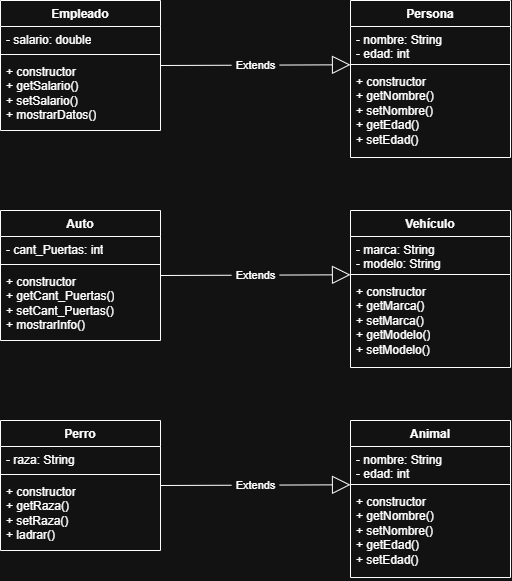 Empleado
- salario: double
+ constructor
+ getSalario()
+ setSalario()
+ mostrarDatos()
Extends
Persona
- nombre: String
- edad: int
+ constructor
+ getNombre()
+ setNombre()
+ getEdad()
+ setEdad()
Auto
- cant_Puertas: int
+ constructor
+ getCant_Puertas()
+ setCant_Puertas()
+ mostrarInfo()
Extends
Vehículo
- marca: String
- modelo: String
+ constructor
+ getMarca()
+ setMarca()
+ getModelo()
+ setModelo()
Perro
- raza: String
+ constructor
+ getRaza()
+ setRaza()
+ ladrar()
Extends
Animal
- nombre: String
- edad: int
+ constructor
+ getNombre()
+ setNombre()
+ getEdad()
+ setEdad()